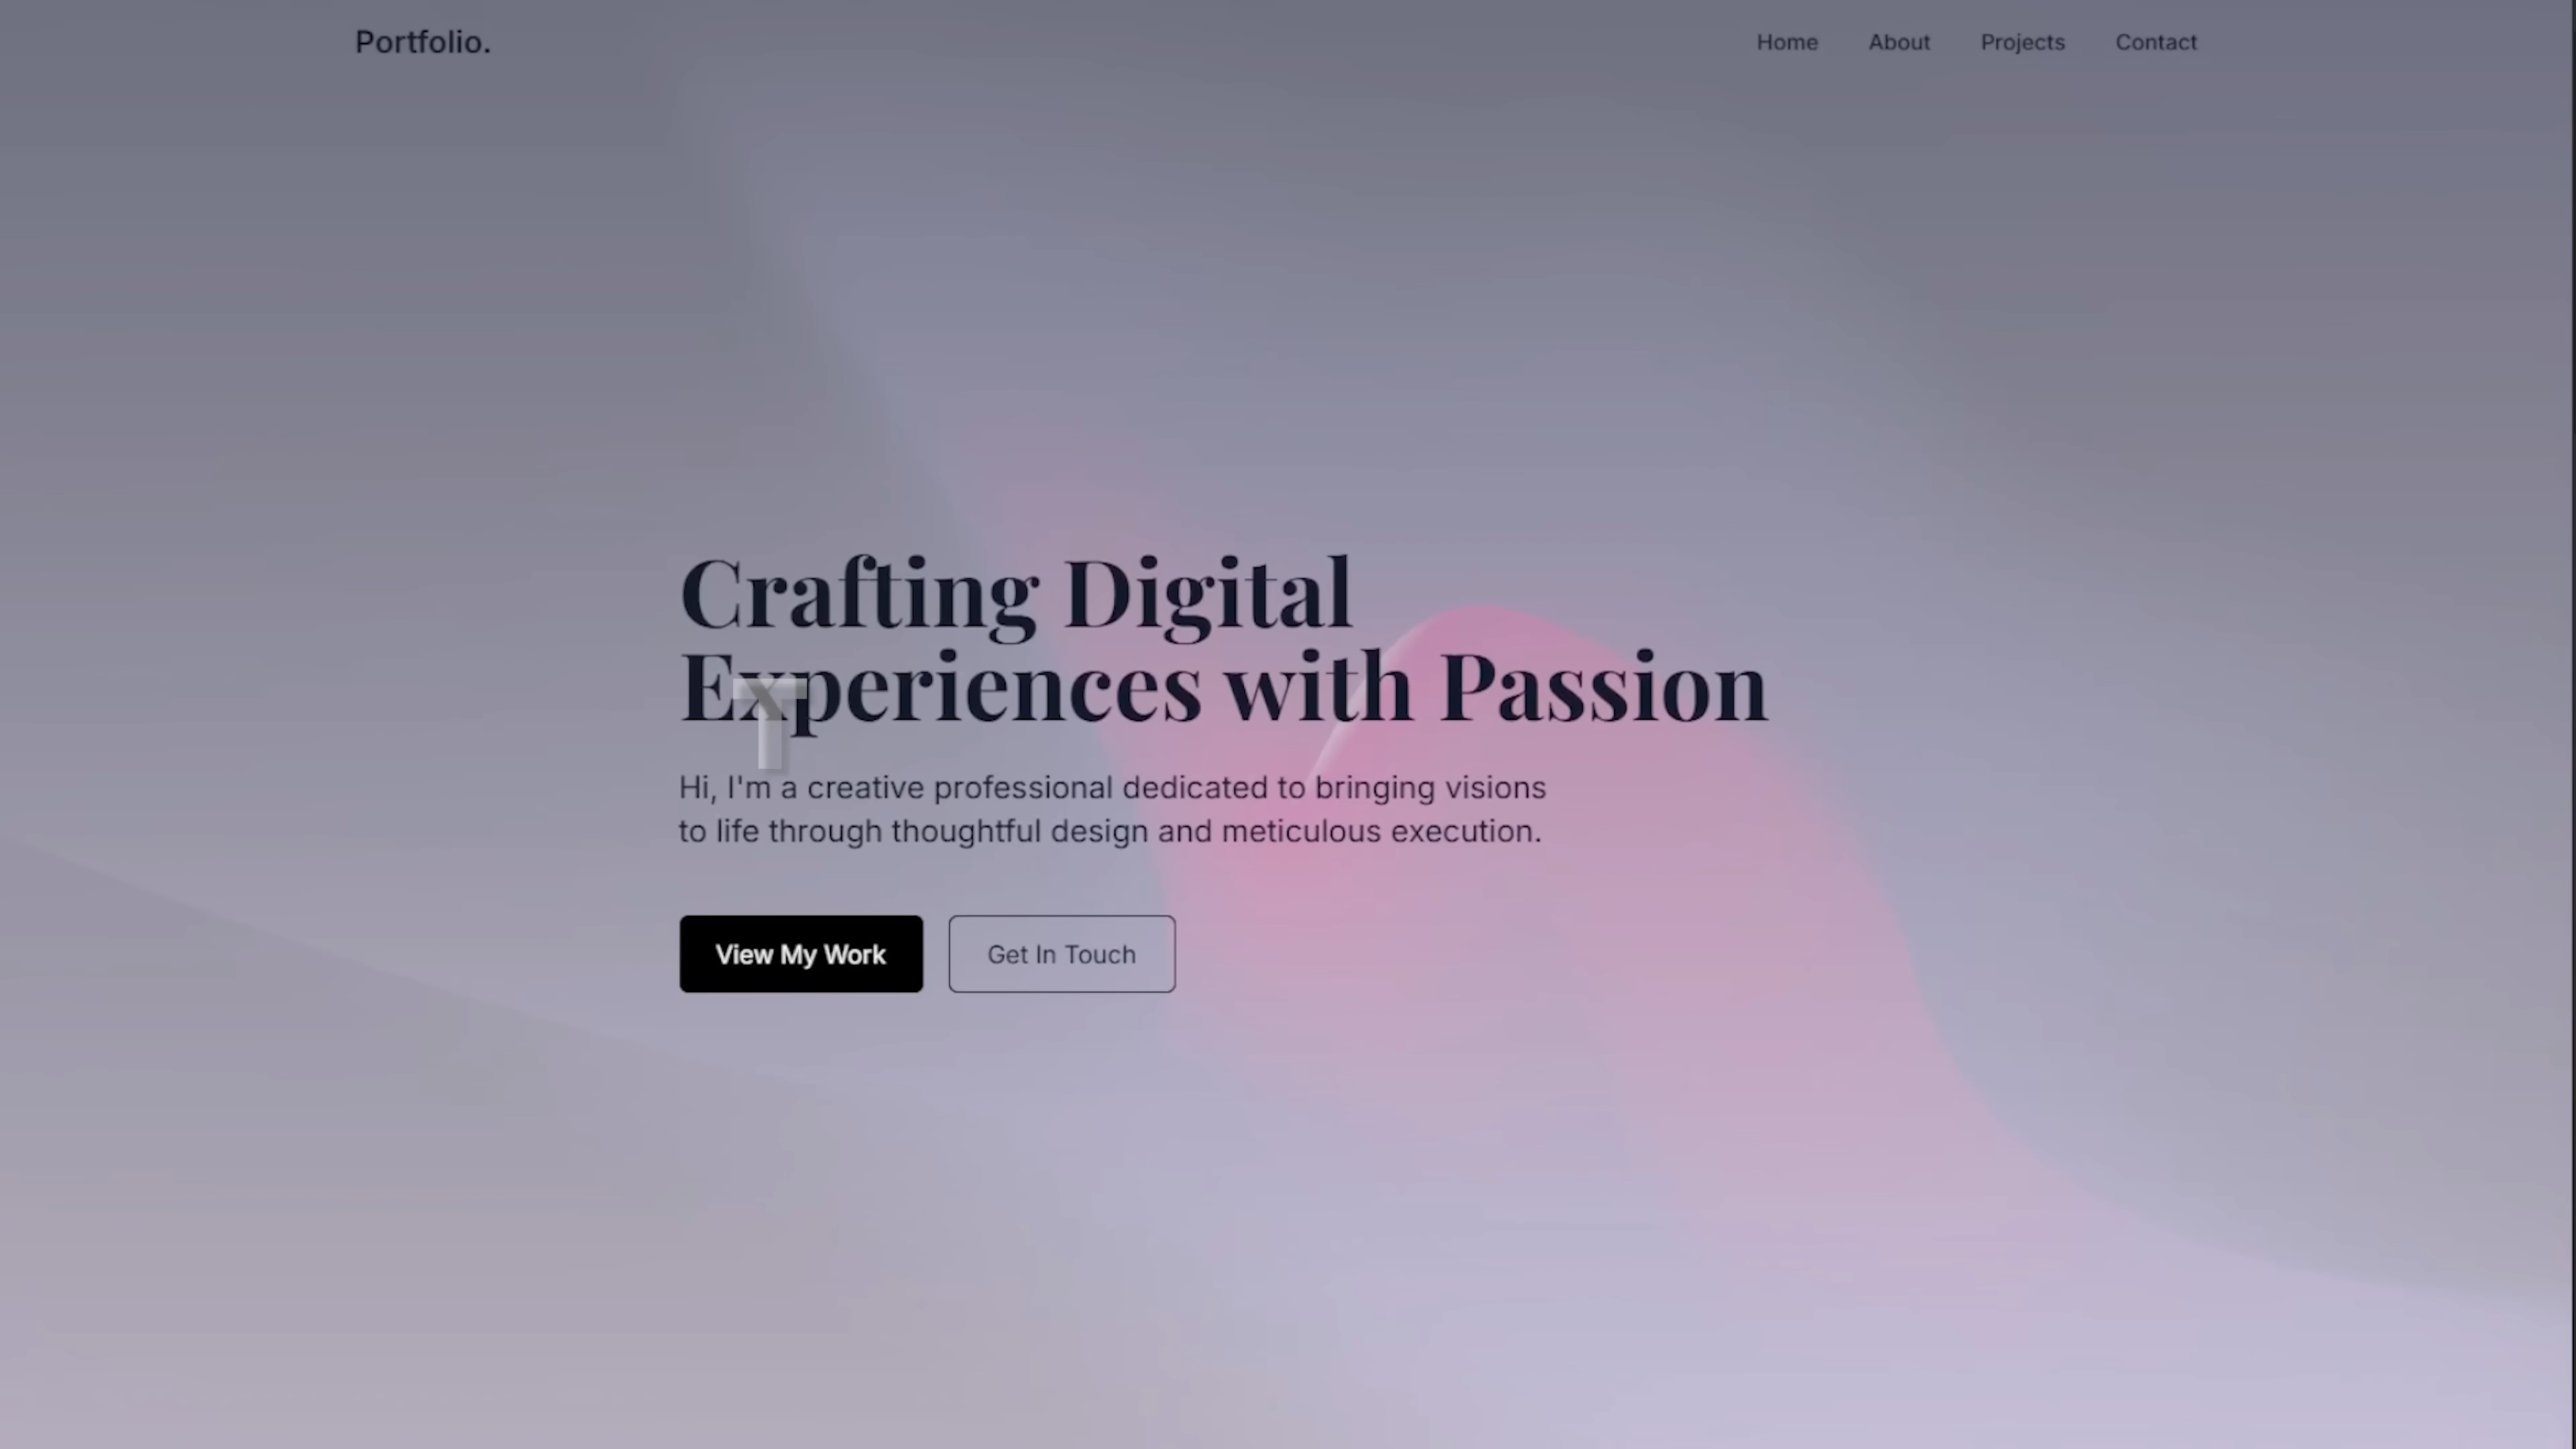 Portfolio.
Home About Projects Contact
Crafting Digital
Experiences with Passion
T
Hi, I'm a creative professional dedicated to bringing visions
to life through thoughtful design and meticulous execution.
View My Work
Get In Touch